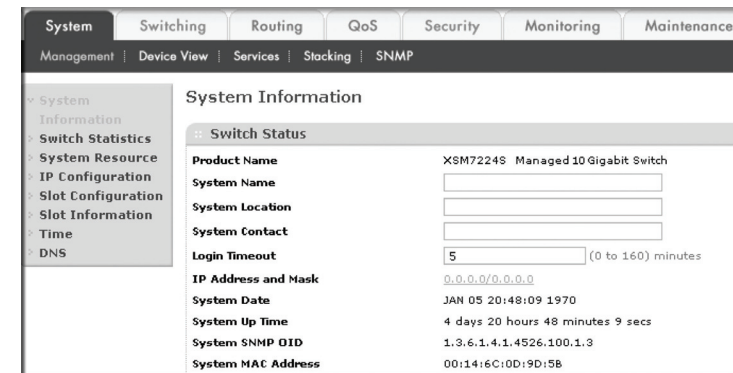 System Switching Routing QoS Security Monitoring Maintenance
Management Device View Services Stacking SNMP
System Information
Switch Statistics
System Resource
IP Configuration
Slot Configuration
Slot Information
Time
DNS
System Information
Switch Status
Product Name XSM7224S Managed 10 Gigabit Switch
System Name
System Location
System Contact
Login Timeout 5 (0 to 160) minutes
IP Address and Mask 0.0.0.0/0.0.0.0
System Date JAN 05 20:48:09 1970
System Up Time 4 days 20 hours 48 minutes 9 secs
System SNMP OID 1.3.6.1.4.1.4526.100.1.3
System MAC Address 00:14:6C:0D:9D:5B